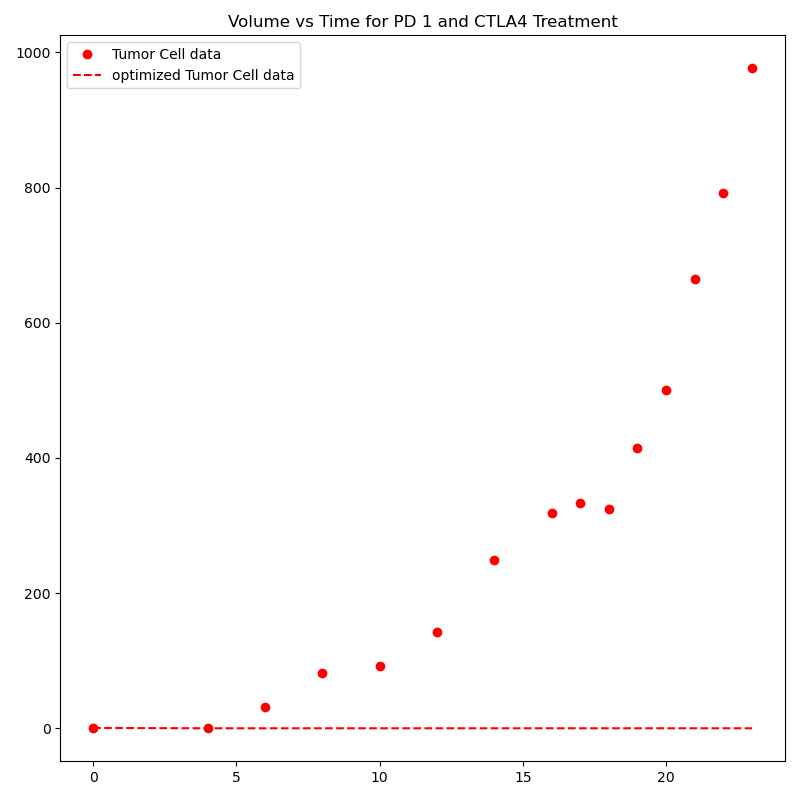 Volume vs Time for PD 1 and CTLA4 Treatment
Tumor Cell data
optimized Tumor Cell data
1000
800
600
400
200
0
0 5 10 15 20